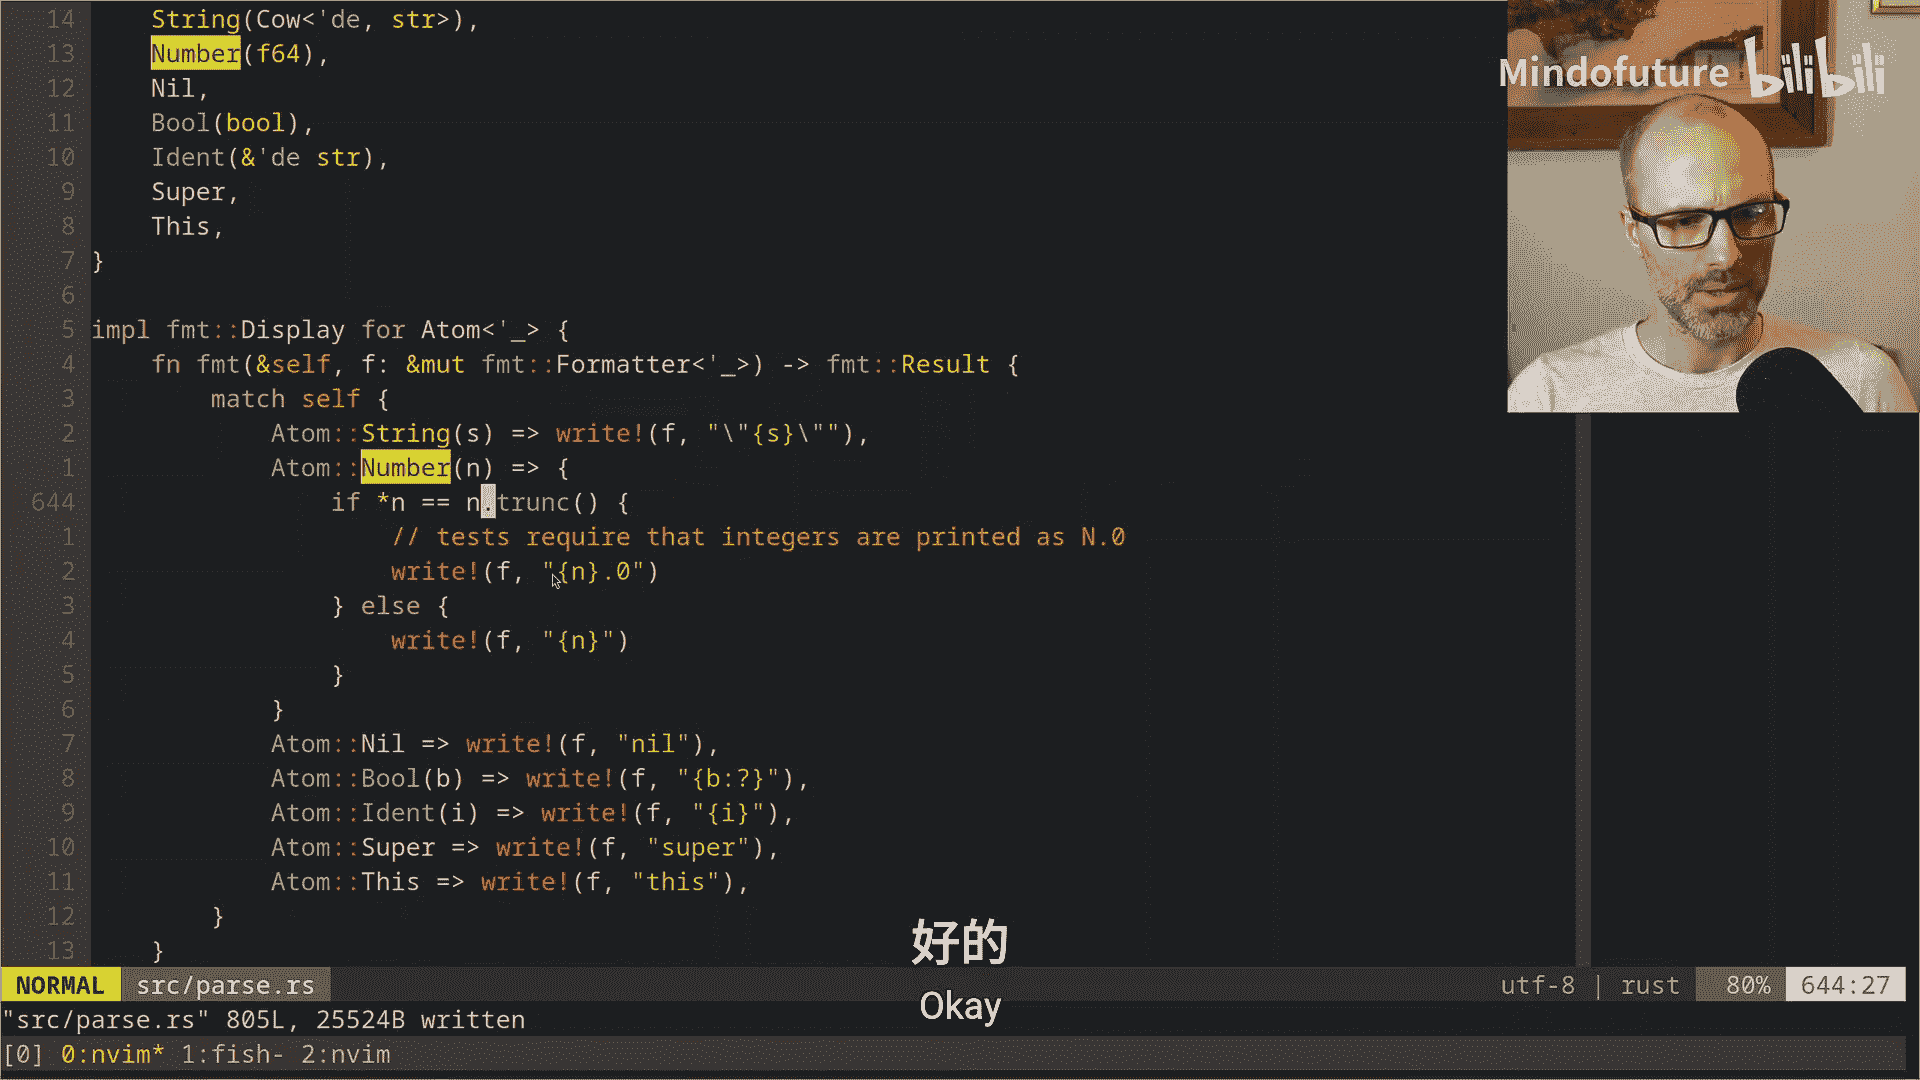 14 String(Cow<'de, str>),
13 Number(f64),
12 Nil,
11 Bool(bool),
10 Ident(&'de str),
9 Super,
8 This,
7 }
6
5 impl fmt::Display for Atom<'_> {
4 fn fmt(&self, f: &mut fmt::Formatter<'_>) -> fmt::Result {
3 match self {
2 Atom::String(s) => write!(f, "\"{s}\""),
1 Atom::Number(n) => {
644 if *n == n.trunc() {
1 // tests require that integers are printed as N.0
2 write!(f, "{n}.0")
3 } else {
4 write!(f, "{n}")
5 }
6 }
7 Atom::Nil => write!(f, "nil"),
8 Atom::Bool(b) => write!(f, "{b:?}"),
9 Atom::Ident(i) => write!(f, "{i}"),
10 Atom::Super => write!(f, "super"),
11 Atom::This => write!(f, "this"),
12 }
13 }
Mindofuture bilibili
好的
Okay
NORMAL src/parse.rs utf-8 | rust 80% 644:27
"src/parse.rs" 805L, 25524B written
[0] 0:nvim* 1:fish- 2:nvim